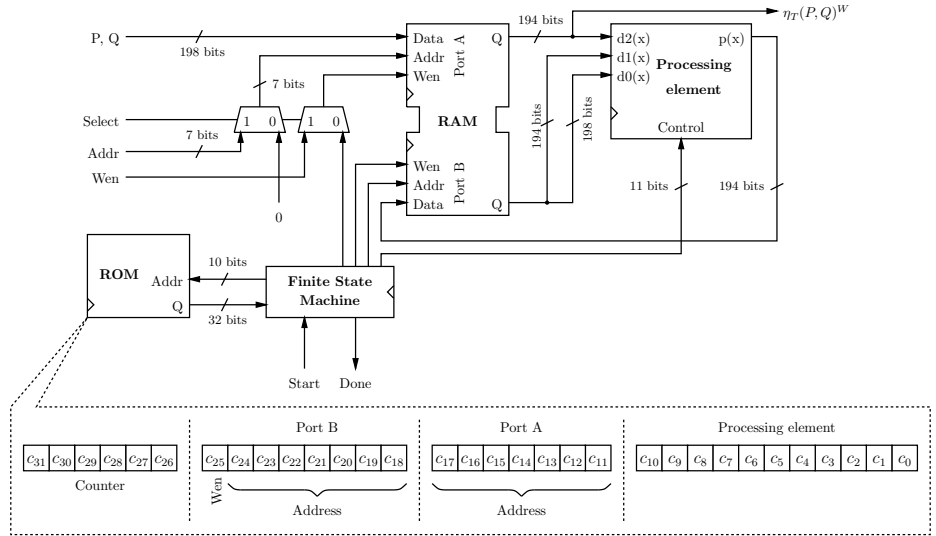 194 bits
η_T(P, Q)^W
P, Q
198 bits
Data
Addr
Wen
Port A
Q
d2(x)
d1(x)
d0(x)
p(x)
Processing
element
Control
7 bits
Select
1 0
1 0
RAM
194 bits
198 bits
7 bits
Addr
Wen
0
Wen
Addr
Data
Port B
Q
11 bits
194 bits
ROM
Addr
Q
10 bits
32 bits
Finite State
Machine
Start
Done
Port B
Port A
Processing element
c31 c30 c29 c28 c27 c26
c25 c24 c23 c22 c21 c20 c19 c18
c17 c16 c15 c14 c13 c12 c11
c10 c9 c8 c7 c6 c5 c4 c3 c2 c1 c0
Counter
Wen
Address
Address